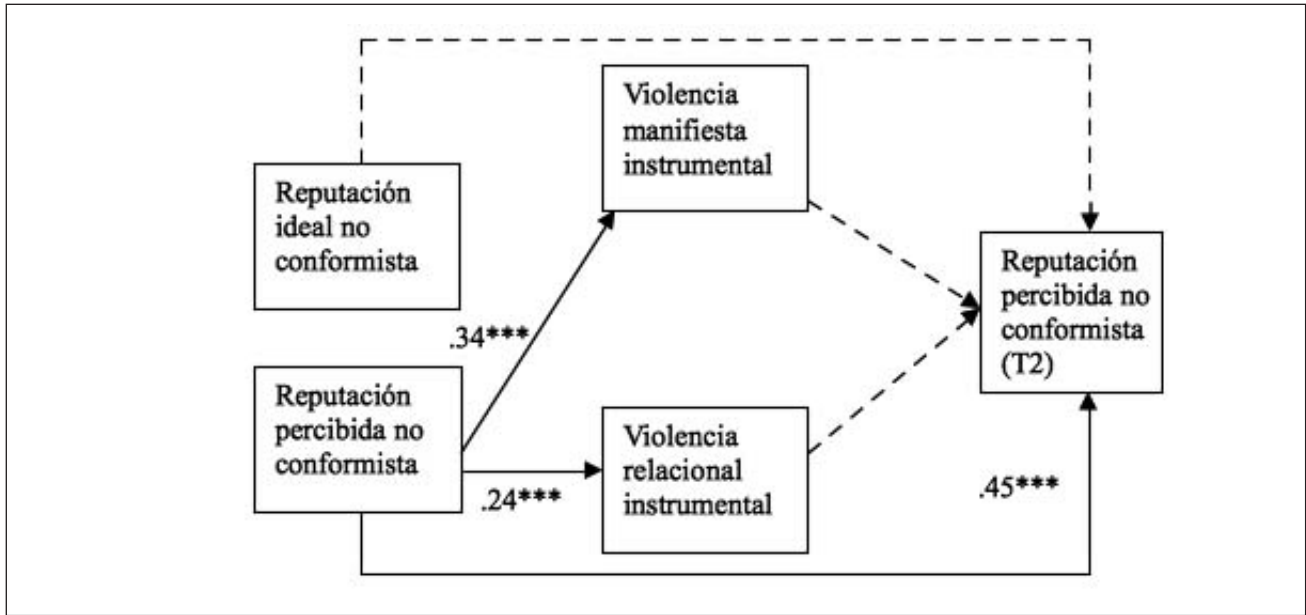 Violencia
manifiesta
instrumental
Reputación
ideal no
conformista
Reputación
percibida no
conformista
(T2)
.34***
Reputación
percibida no
conformista
Violencia
relacional
instrumental
.24***
.45***